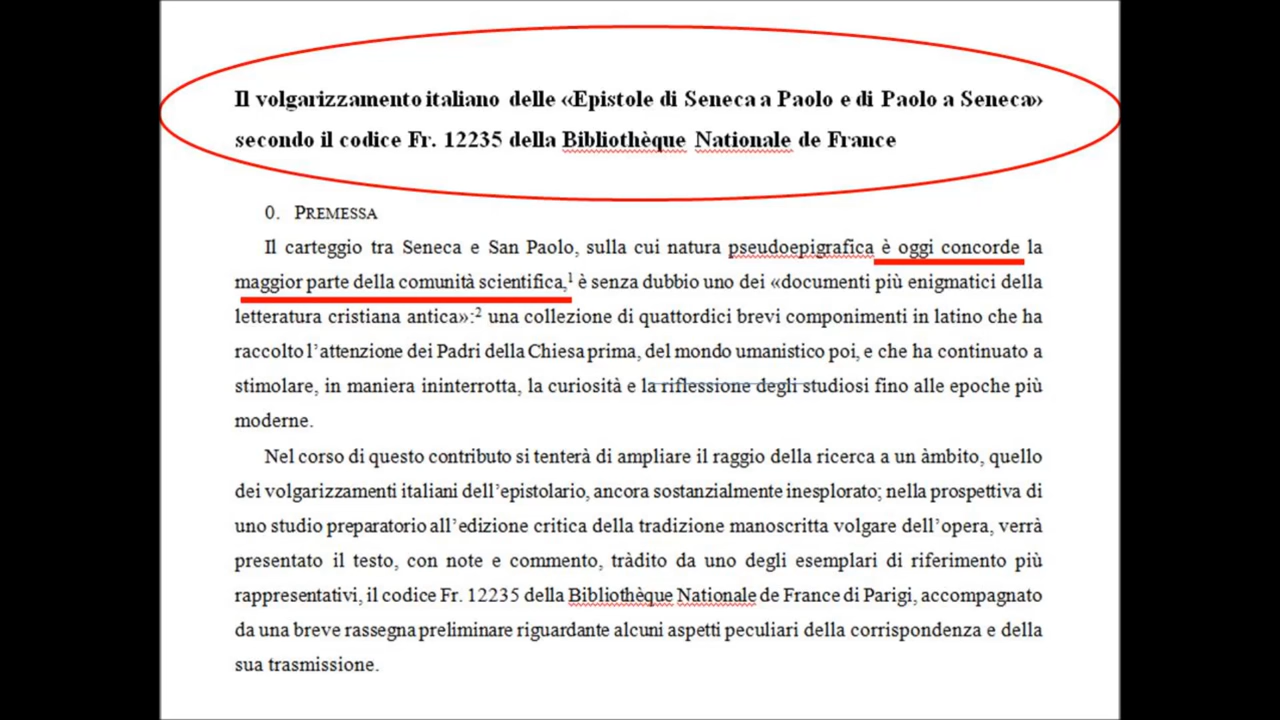 Il volgarizzamento italiano delle «Epistole di Seneca a Paolo e di Paolo a Seneca»
secondo il codice Fr. 12235 della Bibliothèque Nationale de France
0. PREMESSA
Il carteggio tra Seneca e San Paolo, sulla cui natura pseudoepigrafica è oggi concorde la
maggior parte della comunità scientifica,¹ è senza dubbio uno dei «documenti più enigmatici della
letteratura cristiana antica»:² una collezione di quattordici brevi componimenti in latino che ha
raccolto l’attenzione dei Padri della Chiesa prima, del mondo umanistico poi, e che ha continuato a
stimolare, in maniera ininterrotta, la curiosità e la riflessione degli studiosi fino alle epoche più
moderne.
Nel corso di questo contributo si tenterà di ampliare il raggio della ricerca a un àmbito, quello
dei volgarizzamenti italiani dell’epistolario, ancora sostanzialmente inesplorato; nella prospettiva di
uno studio preparatorio all’edizione critica della tradizione manoscritta volgare dell’opera, verrà
presentato il testo, con note e commento, tràdito da uno degli esemplari di riferimento più
rappresentativi, il codice Fr. 12235 della Bibliothèque Nationale de France di Parigi, accompagnato
da una breve rassegna preliminare riguardante alcuni aspetti peculiari della corrispondenza e della
sua trasmissione.